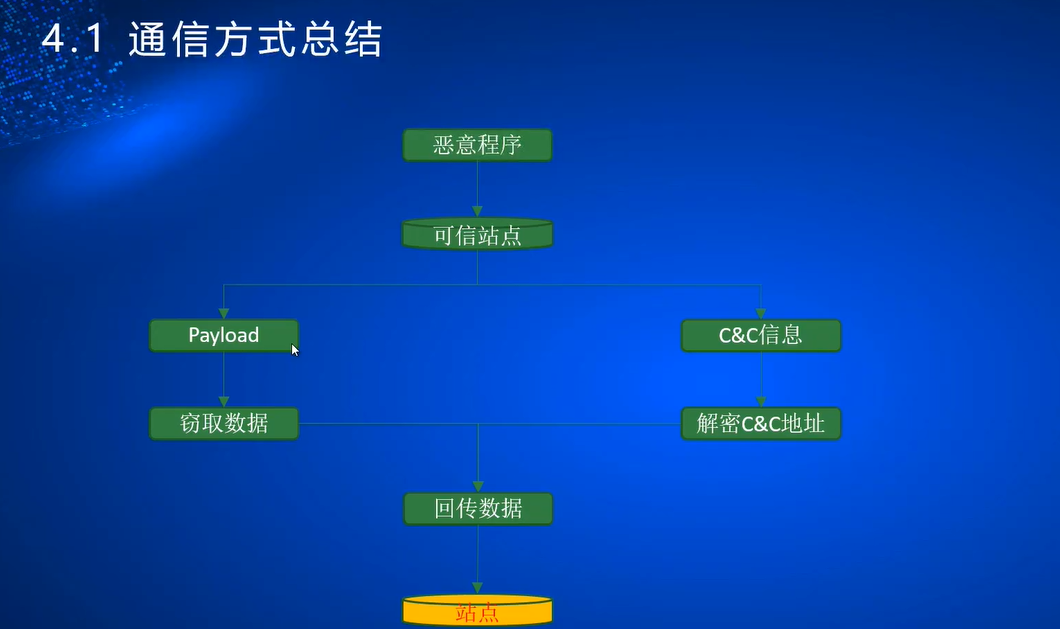 4.1 通信方式总结
恶意程序
可信站点
Payload
C&C信息
窃取数据
解密C&C地址
回传数据
站点